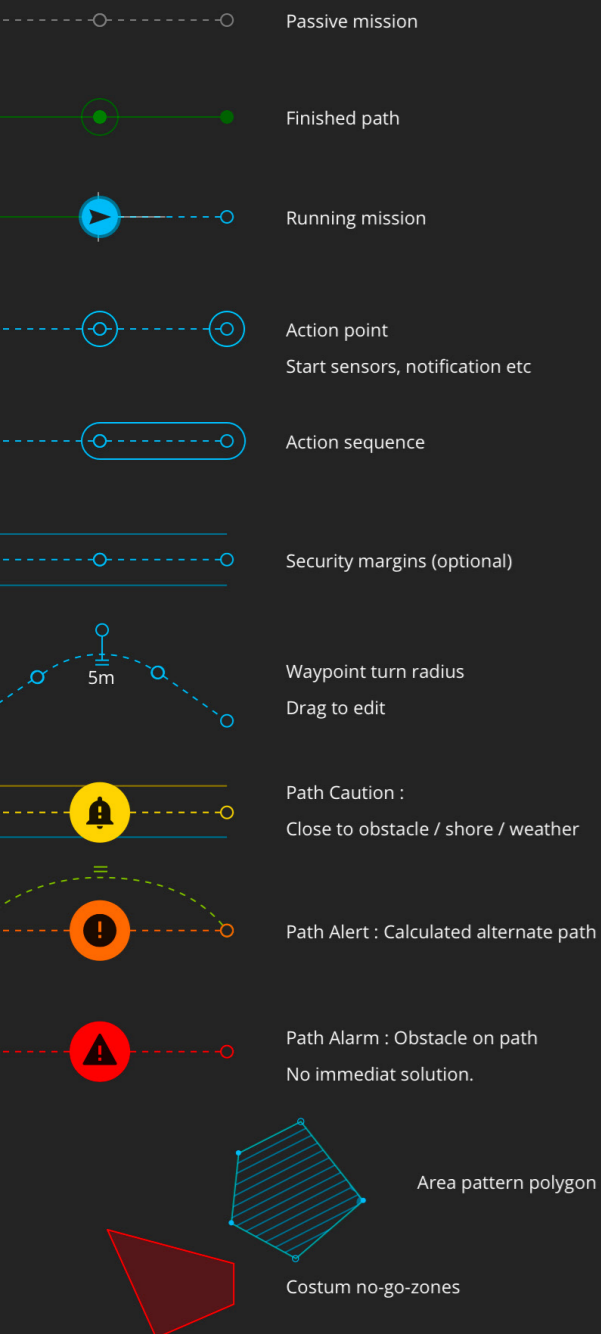 Passive mission
Finished path
Running mission
Action point
Start sensors, notification etc
Action sequence
Security margins (optional)
5m
Waypoint turn radius
Drag to edit
Path Caution :
Close to obstacle / shore / weather
Path Alert : Calculated alternate path
Path Alarm : Obstacle on path
No immediat solution.
Area pattern polygon
Costum no-go-zones